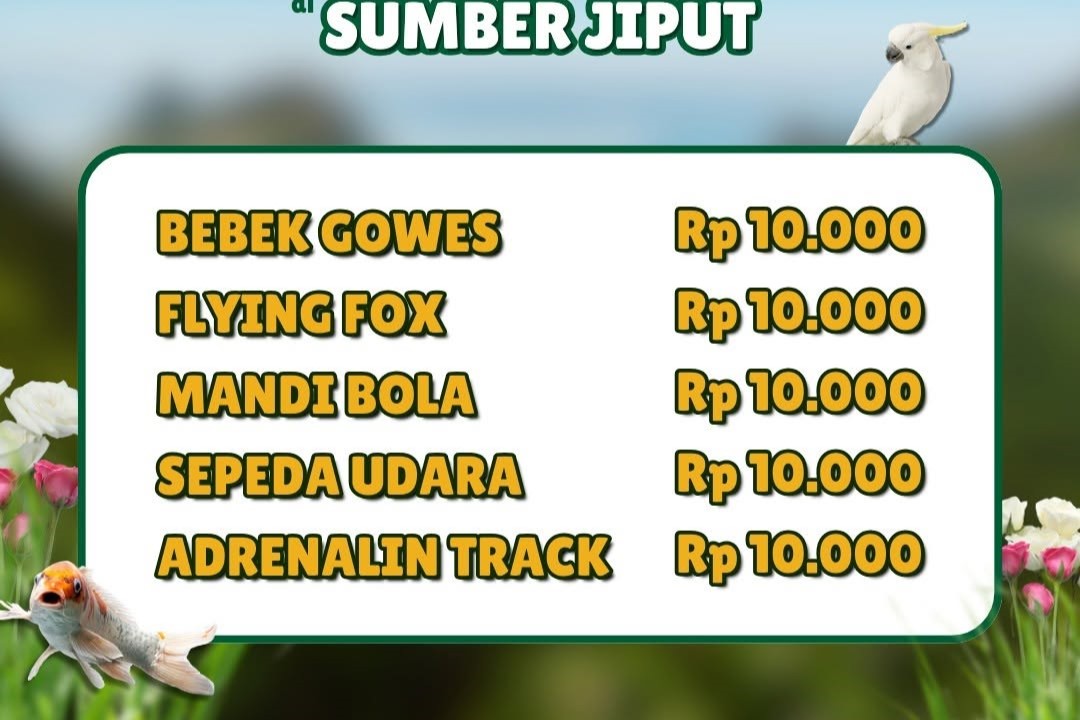 di
SUMBER JIPUT
BEBEK GOWES Rp 10.000
FLYING FOX Rp 10.000
MANDI BOLA Rp 10.000
SEPEDA UDARA Rp 10.000
ADRENALIN TRACK Rp 10.000